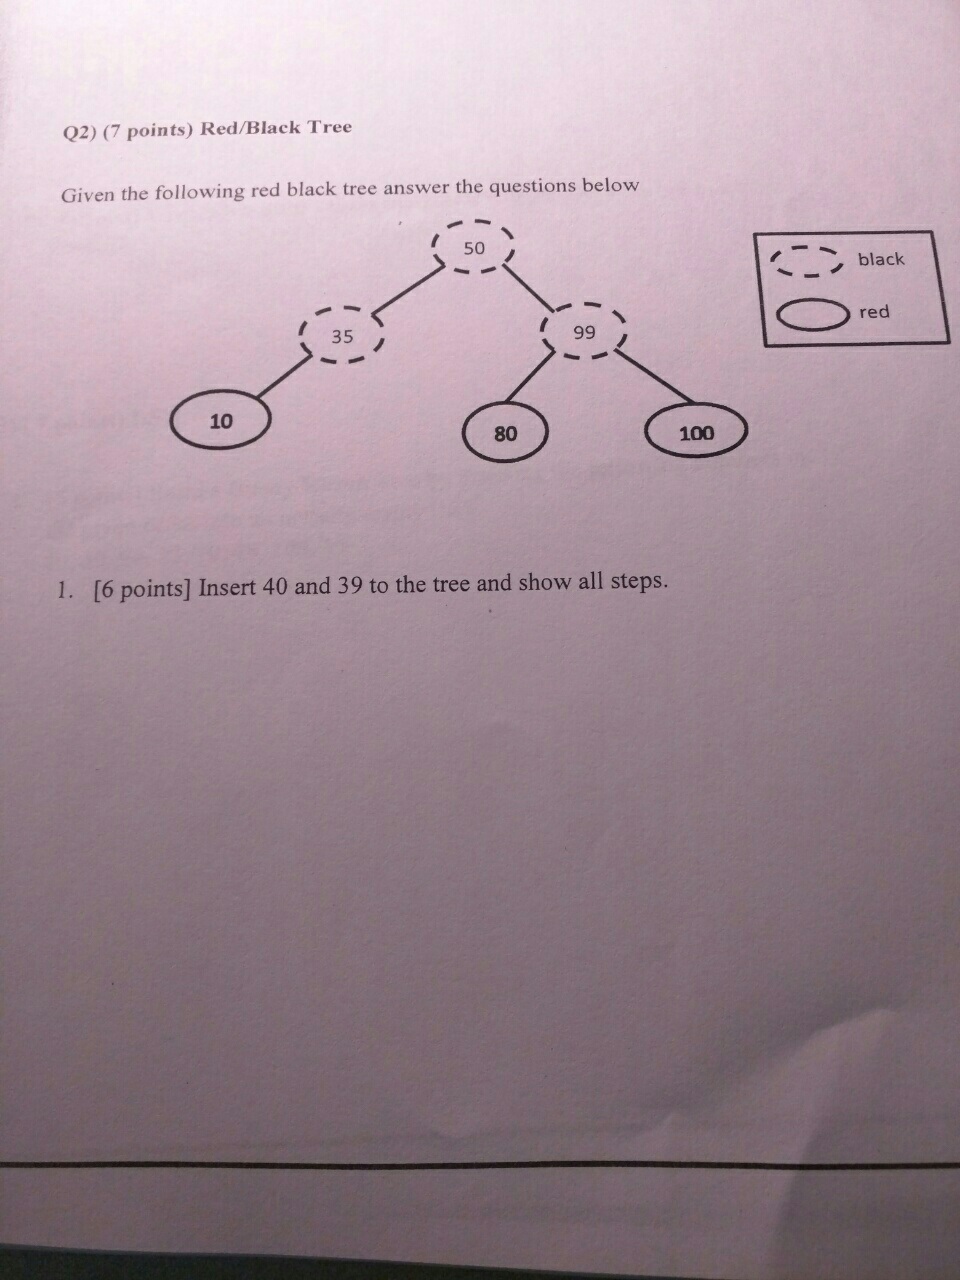 Q2) (7 points) Red/Black Tree
Given the following red black tree answer the questions below
50
black
35
99
red
10
80
100
1. [6 points] Insert 40 and 39 to the tree and show all steps.